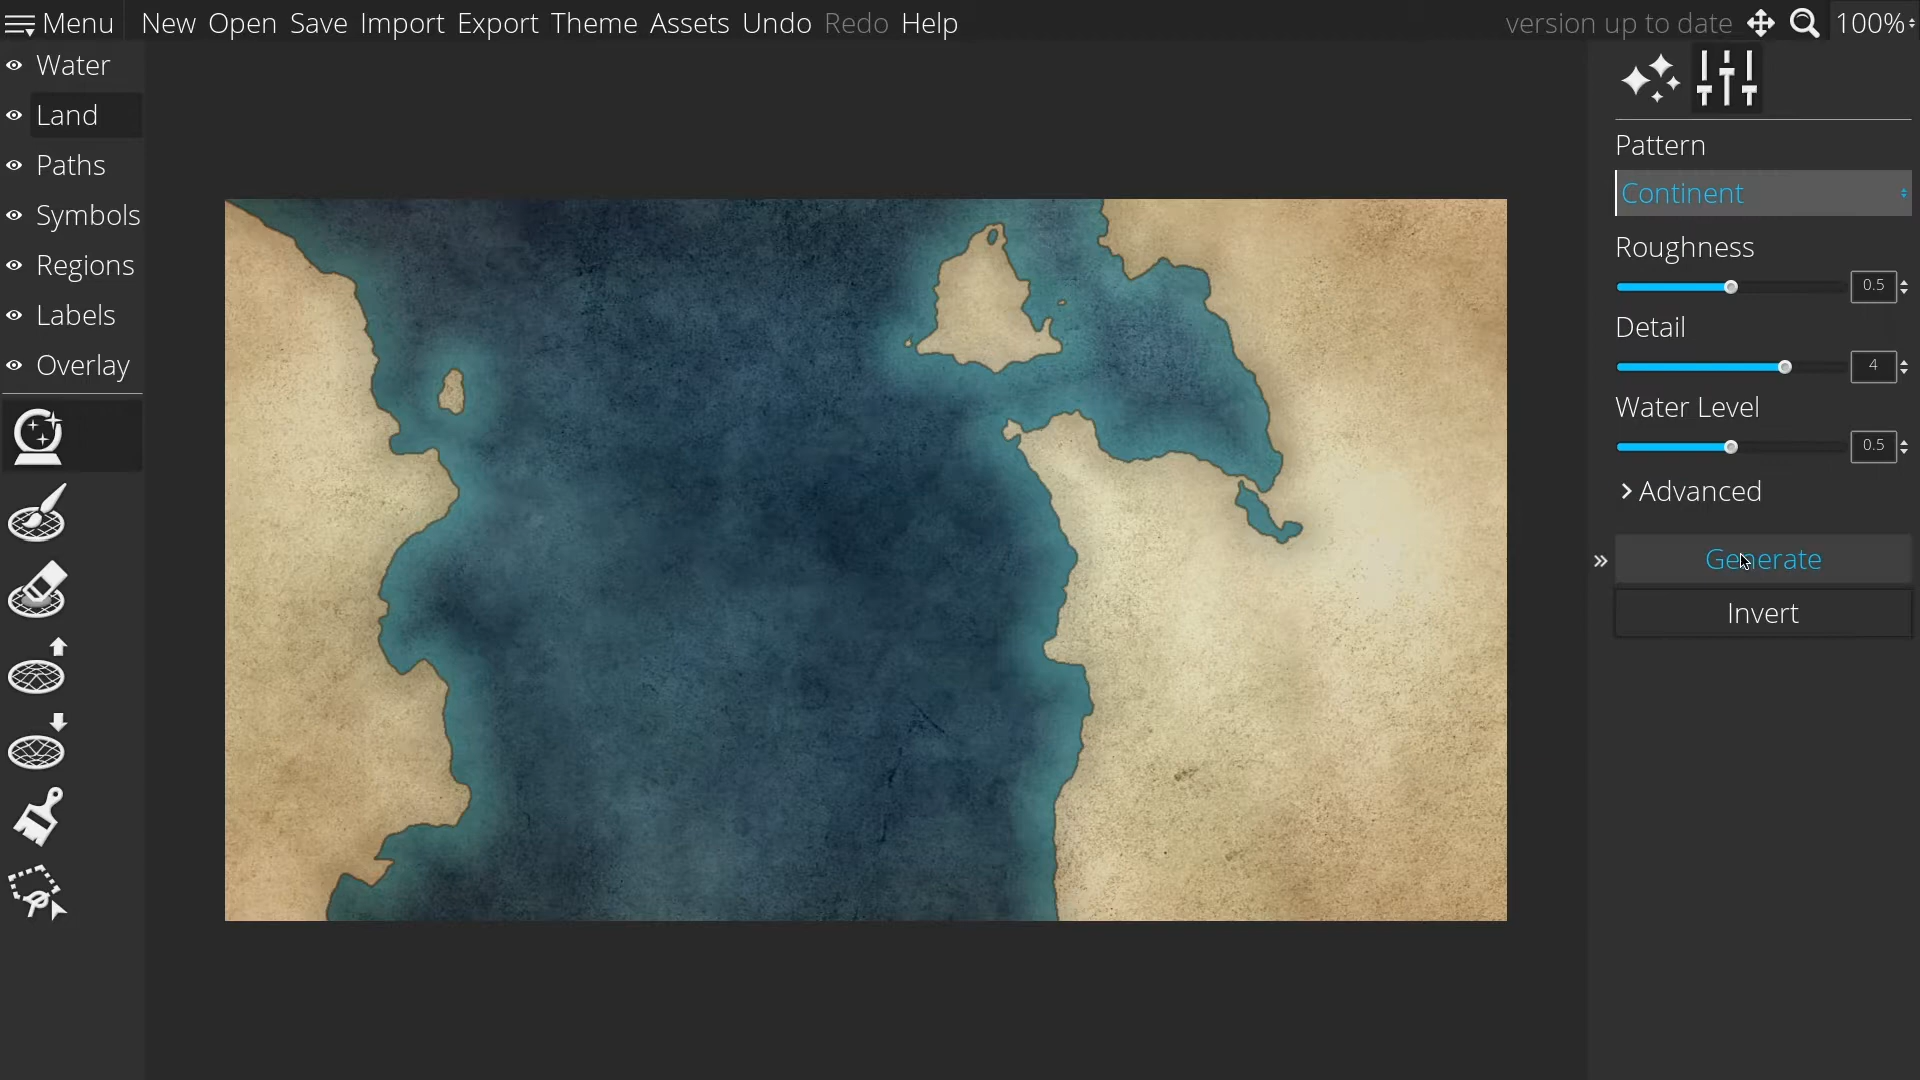 Menu New Open Save Import Export Theme Assets Undo Redo Help version up to date 100%
Water
Land
Paths
Symbols
Regions
Labels
Overlay
Pattern
Continent
Roughness
0.5
Detail
4
Water Level
0.5
Advanced
Generate
Invert